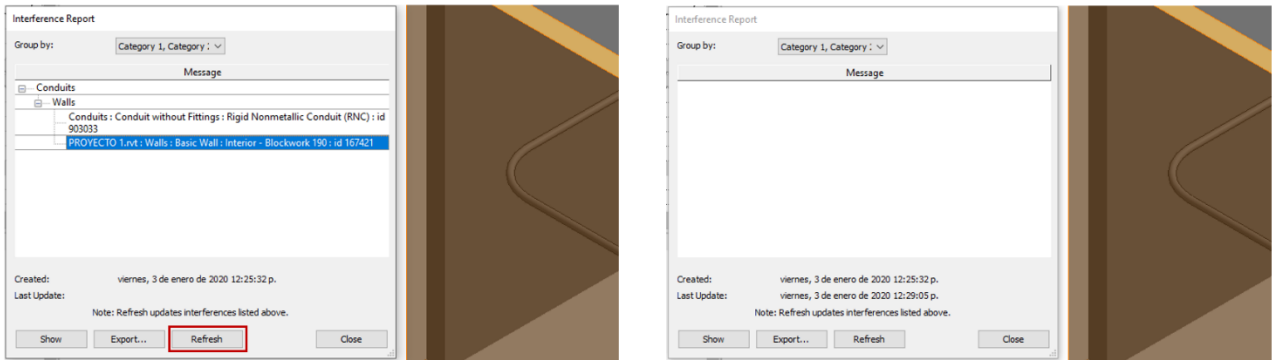 Interference Report
Group by:
Category 1, Category :
Message
Conduits
Walls
Conduits : Conduit without Fittings : Rigid Nonmetallic Conduit (RNC) : id
903033
PROYECTO 1.rvt : Walls : Basic Wall : Interior - Blockwork 190 : id 167421
Created: viernes, 3 de enero de 2020 12:25:32 p.
Last Update:
Note: Refresh updates interferences listed above.
Show Export... Refresh Close
Interference Report
Group by:
Category 1, Category :
Message
Created: viernes, 3 de enero de 2020 12:25:32 p.
Last Update: viernes, 3 de enero de 2020 12:29:05 p.
Note: Refresh updates interferences listed above.
Show Export... Refresh Close